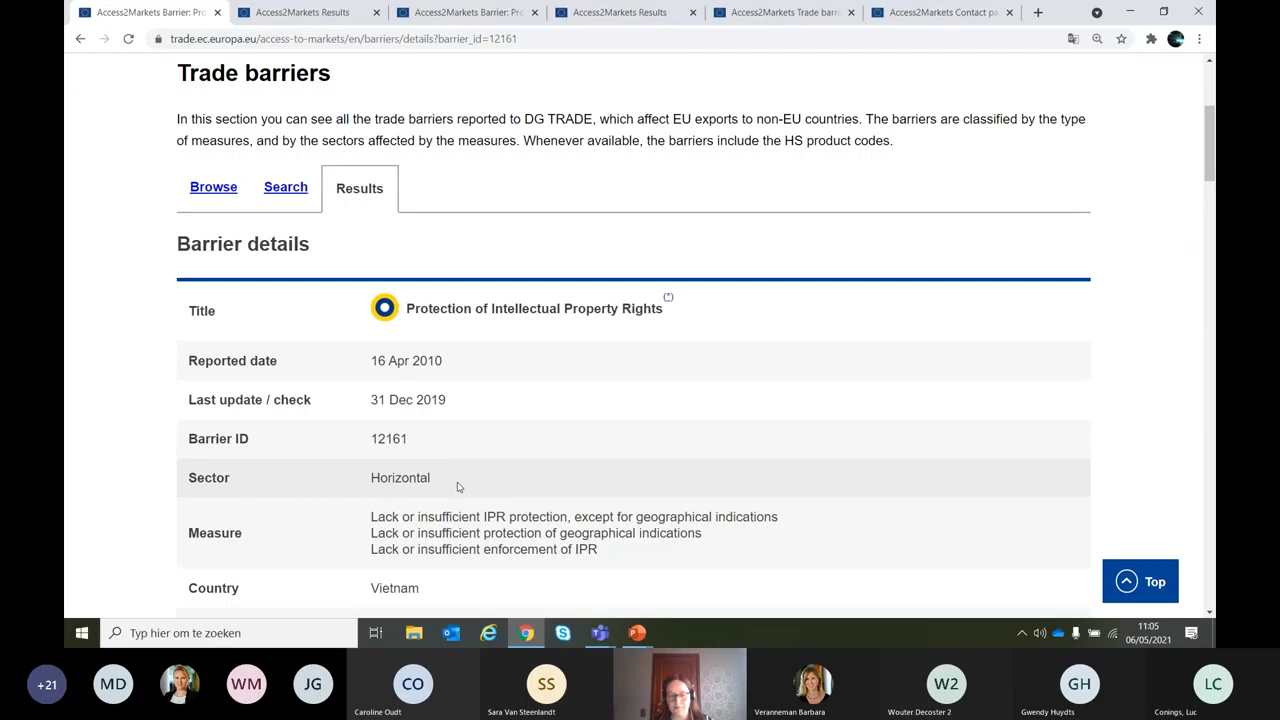 Access2Markets Barrier: Pro
Access2Markets Results
Access2Markets Barrier: Pro
Access2Markets Results
Access2Markets Trade barri
Access2Markets Contact pa
trade.ec.europa.eu/access-to-markets/en/barriers/details?barrier_id=12161
Trade barriers
In this section you can see all the trade barriers reported to DG TRADE, which affect EU exports to non-EU countries. The barriers are classified by the type
of measures, and by the sectors affected by the measures. Whenever available, the barriers include the HS product codes.
Browse Search Results
Barrier details
Title Protection of Intellectual Property Rights(*)
Reported date 16 Apr 2010
Last update / check 31 Dec 2019
Barrier ID 12161
Sector Horizontal
Measure
Lack or insufficient IPR protection, except for geographical indications
Lack or insufficient protection of geographical indications
Lack or insufficient enforcement of IPR
Country Vietnam
Top
Typ hier om te zoeken
11:05
06/05/2021
+21 MD WM JG CO SS W2 GH LC
Caroline Oudt Sara Van Steenlandt Veranneman Barbara Wouter Decoster 2 Gwendy Huydts Conings, Luc